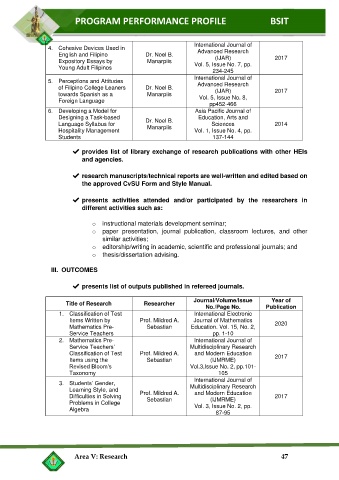 PROGRAM PERFORMANCE PROFILE BSIT
4. Cohesive Devices Used in English and Filipino Expository Essays by Young Adult Filipinos
Dr. Noel B. Manarpiis
International Journal of Advanced Research (IJAR) Vol. 5, Issue No. 7, pp. 234-245
2017
5. Perceptions and Attitudes of Filipino College Leaners towards Spanish as a Foreign Language
Dr. Noel B. Manarpiis
International Journal of Advanced Research (IJAR) Vol. 5, Issue No. 8, pp452-466
2017
6. Developing a Model for Designing a Task-based Language Syllabus for Hospitality Management Students
Dr. Noel B. Manarpiis
Asia Pacific Journal of Education, Arts and Sciences Vol. 1, Issue No. 4, pp. 137-144
2014
✔ provides list of library exchange of research publications with other HEIs
and agencies.
✔ research manuscripts/technical reports are well-written and edited based on
the approved CvSU Form and Style Manual.
✔ presents activities attended and/or participated by the researchers in
different activities such as:
o instructional materials development seminar;
o paper presentation, journal publication, classroom lectures, and other
similar activities;
o editorship/writing in academic, scientific and professional journals; and
o thesis/dissertation advising.
III. OUTCOMES
✔ presents list of outputs published in refereed journals.
Title of Research
Researcher
Journal/Volume/Issue No./Page No.
Year of Publication
1. Classification of Test Items Written by Mathematics Pre-Service Teachers
Prof. Mildred A. Sebastian
International Electronic Journal of Mathematics Education, Vol. 15, No. 2, pp. 1-10
2020
2. Mathematics Pre-Service Teachers' Classification of Test Items using the Revised Bloom's Taxonomy
Prof. Mildred A. Sebastian
International Journal of Multidisciplinary Research and Modern Education (IJMRME) Vol.3,Issue No. 2, pp.101-105
2017
3. Students' Gender, Learning Style, and Difficulties in Solving Problems in College Algebra
Prof. Mildred A. Sebastian
International Journal of Multidisciplinary Research and Modern Education (IJMRME) Vol. 3, Issue No. 2, pp. 87-95
2017
Area V: Research 47